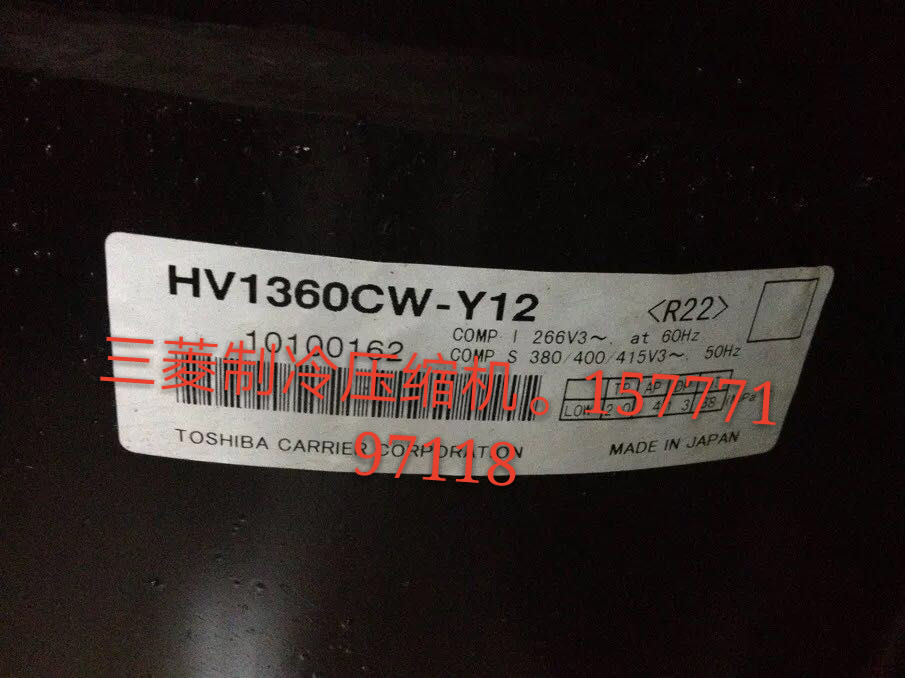 HV1360CW-Y12
<R22>
10100162
COMP I 266V3~, at 60Hz
COMP S 380/400/415V3~, 50Hz
三菱制冷压缩机。157771
97118
LOW
TOSHIBA CARRIER CORPORATION
MADE IN JAPAN